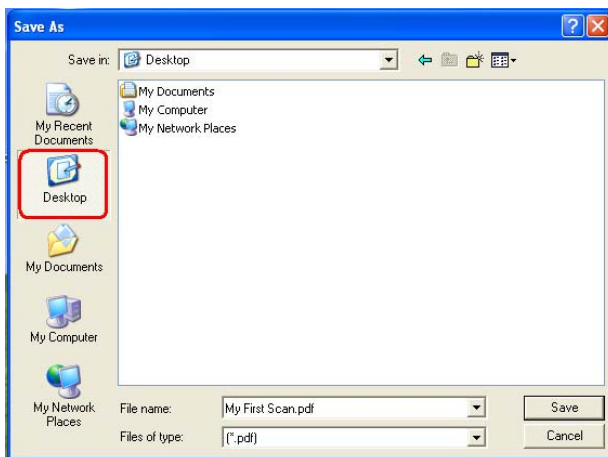 Save As
Save in: Desktop
My Recent
Documents
Desktop
My Documents
My Computer
My Network
Places
My Documents
My Computer
My Network Places
File name: My First Scan.pdf Save
Files of type: (*.pdf) Cancel